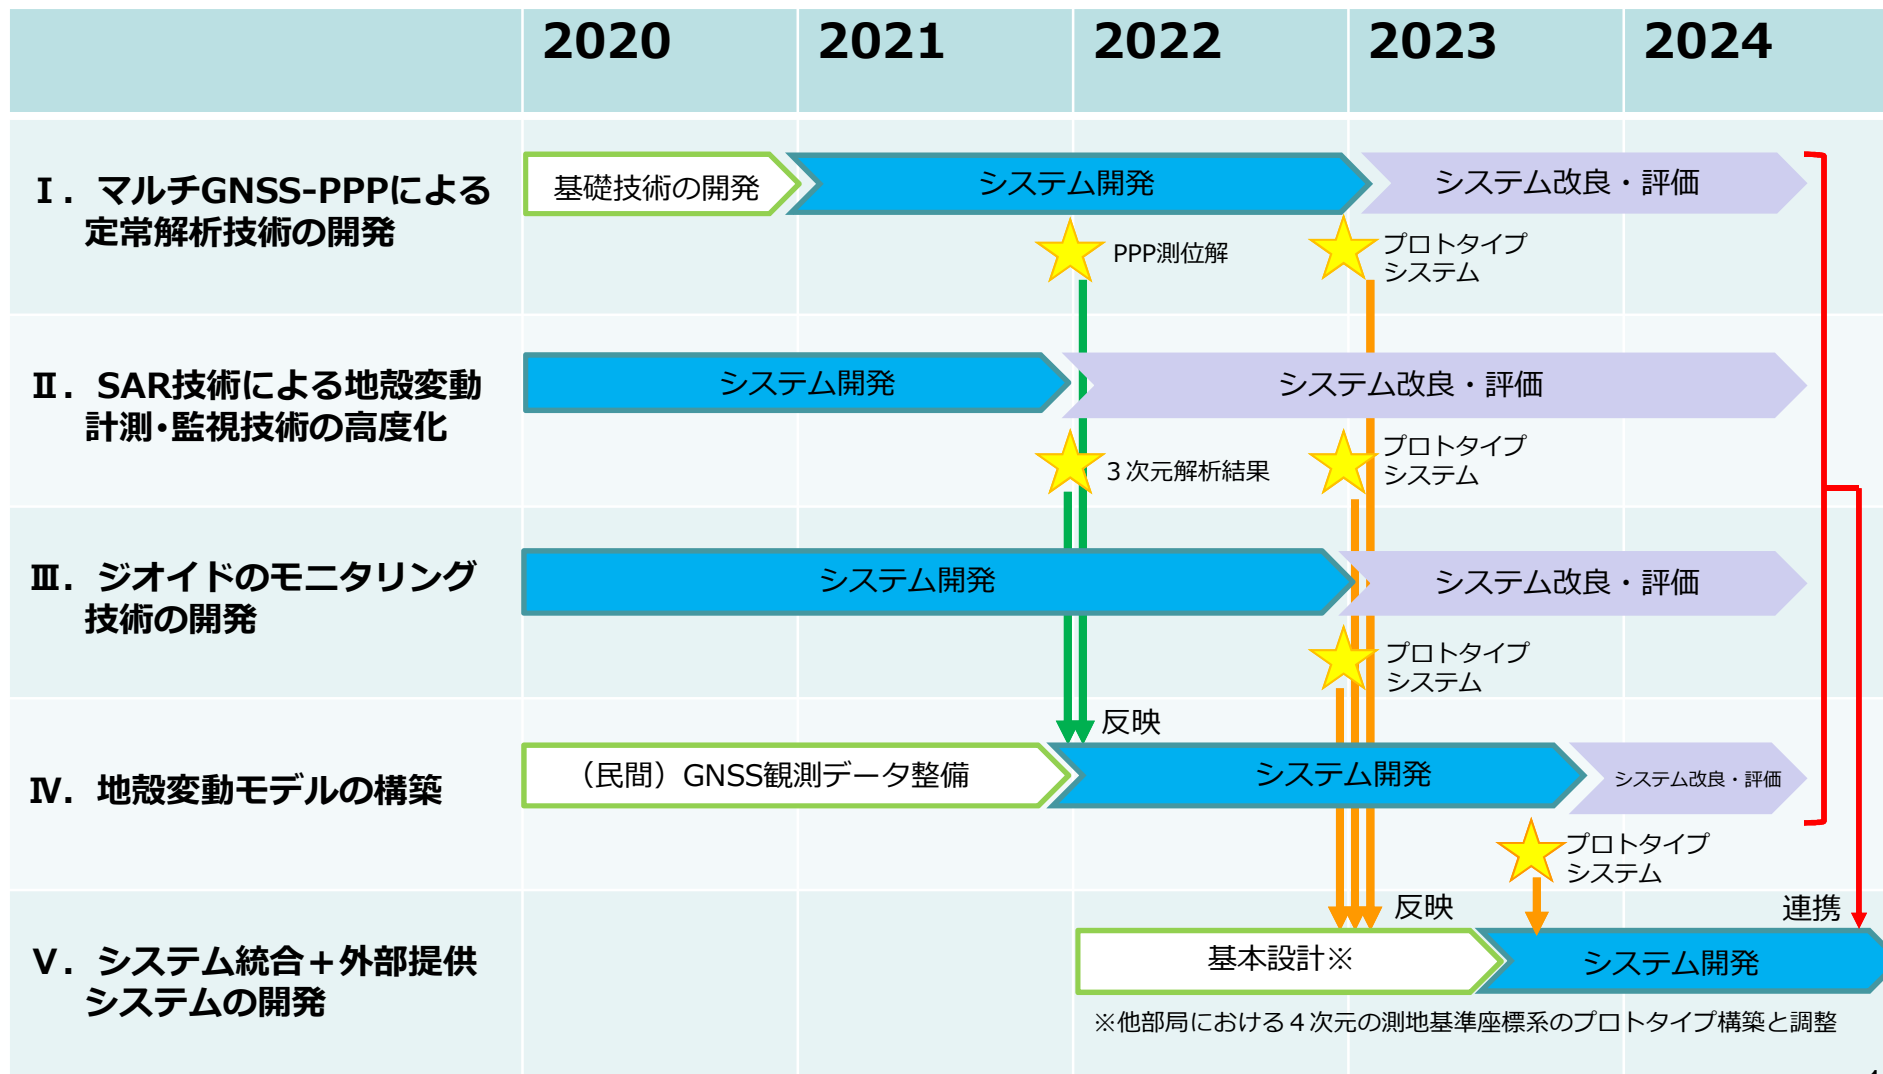 2020 2021 2022 2023 2024
Ⅰ．マルチGNSS-PPPによる
定常解析技術の開発
基礎技術の開発
システム開発
システム改良・評価
PPP測位解
プロトタイプ
システム
Ⅱ．SAR技術による地殻変動
計測・監視技術の高度化
システム開発
システム改良・評価
３次元解析結果
プロトタイプ
システム
Ⅲ．ジオイドのモニタリング
技術の開発
システム開発
システム改良・評価
プロトタイプ
システム
反映
Ⅳ．地殻変動モデルの構築
（民間）GNSS観測データ整備
システム開発
システム改良・評価
プロトタイプ
システム
反映
連携
Ⅴ．システム統合＋外部提供
システムの開発
基本設計※
システム開発
※他部局における４次元の測地基準座標系のプロトタイプ構築と調整